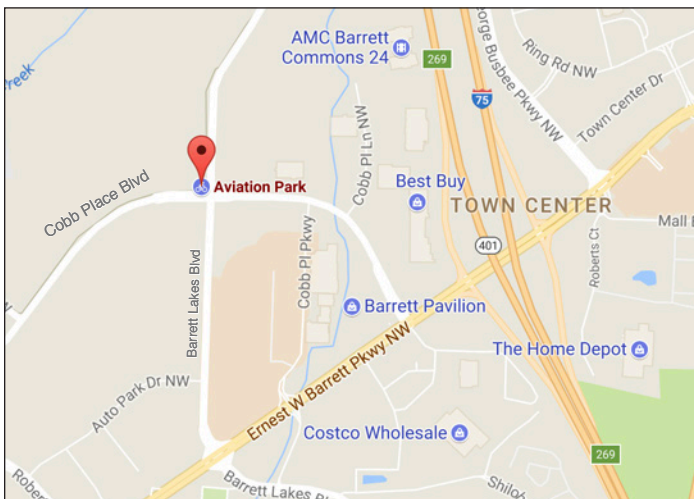 Creek
AMC Barrett
Commons 24
269
75
George Busbee Pkwy NW
Ring Rd NW
Town Center Dr
Cobb Pl Ln NW
Aviation Park
Cobb Place Blvd
Best Buy
TOWN CENTER
Mall
401
Roberts Ct
Cobb Pl Pkwy
Barrett Lakes Blvd
Barrett Pavilion
Ernest W Barrett Pkwy NW
The Home Depot
Auto Park Dr NW
Costco Wholesale
269
Barrett Lakes